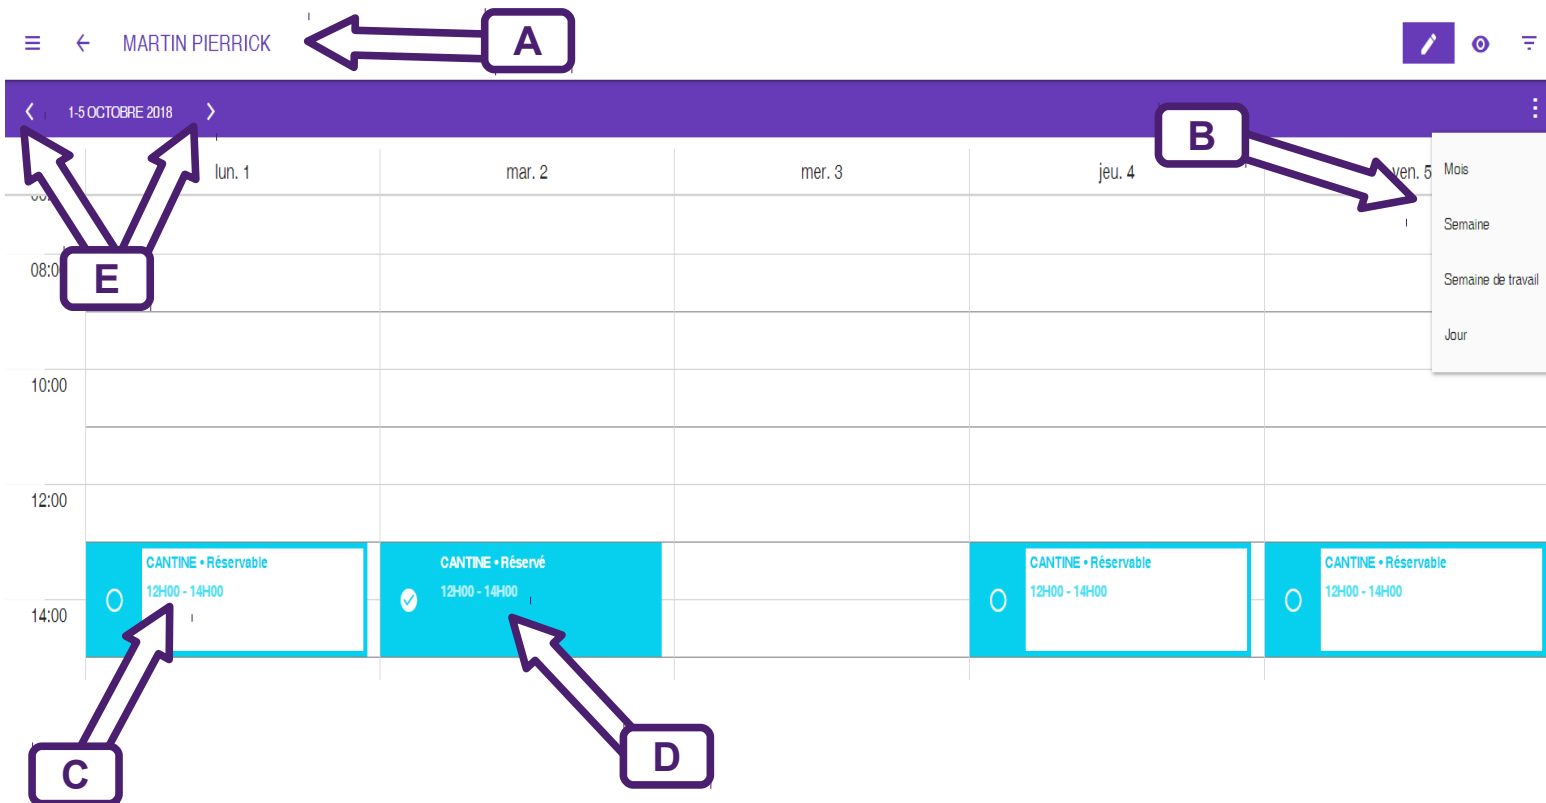 MARTIN PIERRICK
A
1-5 OCTOBRE 2018
B
lun. 1
mar. 2
mer. 3
jeu. 4
ven. 5
Mois
Semaine
Semaine de travail
Jour
E
10:00
12:00
14:00
CANTINE • Réservable
12H00 - 14H00
CANTINE • Réservé
12H00 - 14H00
CANTINE • Réservable
12H00 - 14H00
CANTINE • Réservable
12H00 - 14H00
C
D